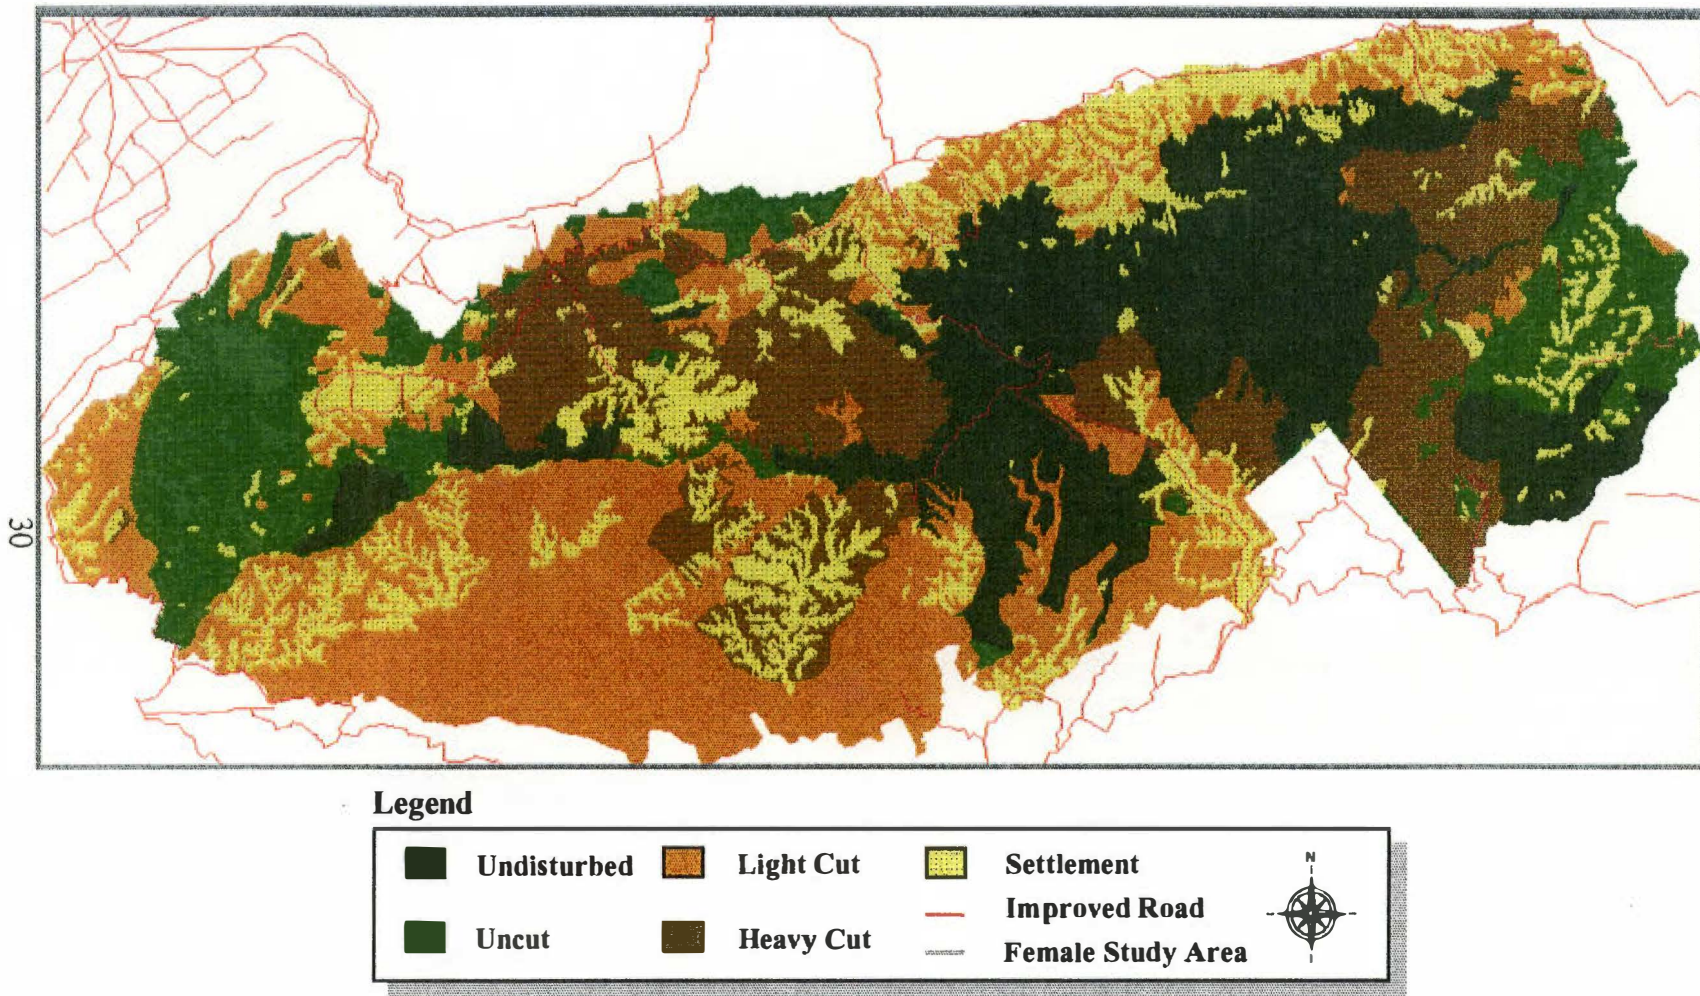 30
Legend
Undisturbed Light Cut Settlement
N
Improved Road
Uncut Heavy Cut
Female Study Area